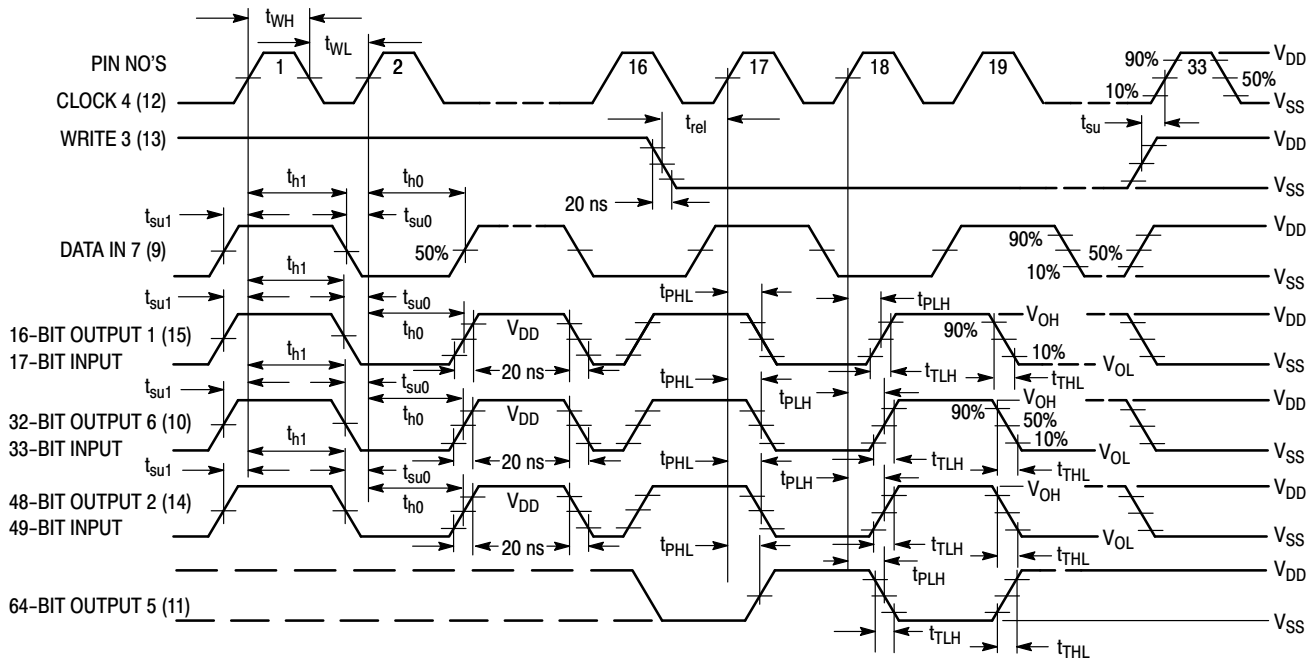 tWH
tWL
PIN NO'S
1 2 16 17 18 19 90% 33 VDD
CLOCK 4 (12) 10% 50% VSS
trel tsu
WRITE 3 (13) VDD
th1 th0 20 ns VSS
tsu1 tsu0
DATA IN 7 (9) 50% 90% 50% VDD
10% VSS
th1
tsu1 tsu0 tPHL tPLH
16-BIT OUTPUT 1 (15) th0 VDD 90% VOH VDD
17-BIT INPUT th1 10% VOL VSS
tsu1 tsu0 20 ns tPHL tPLH tTLH tTHL
32-BIT OUTPUT 6 (10) th0 VDD 90% VOH VDD
50%
33-BIT INPUT th1 10% VOL VSS
tsu1 tsu0 20 ns tPHL tPLH tTLH tTHL
48-BIT OUTPUT 2 (14) th0 VDD VOH VDD
49-BIT INPUT 20 ns VOL VSS
tPHL tPLH tTLH tTHL
64-BIT OUTPUT 5 (11) VDD
VSS
tTLH tTHL